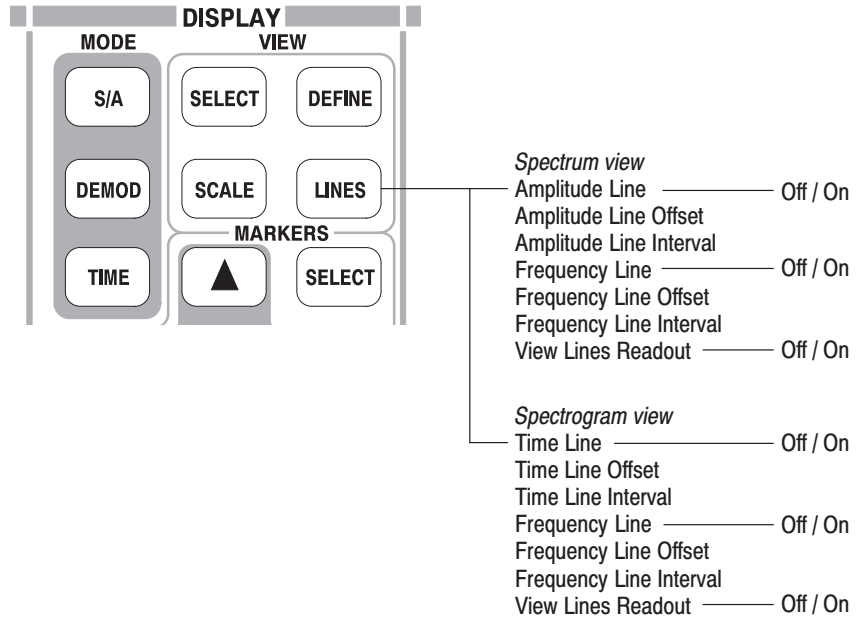 DISPLAY
MODE
VIEW
S/A
SELECT
DEFINE
DEMOD
SCALE
LINES
MARKERS
TIME
SELECT
Spectrum view
Amplitude Line Off / On
Amplitude Line Offset
Amplitude Line Interval
Frequency Line Off / On
Frequency Line Offset
Frequency Line Interval
View Lines Readout Off / On
Spectrogram view
Time Line Off / On
Time Line Offset
Time Line Interval
Frequency Line Off / On
Frequency Line Offset
Frequency Line Interval
View Lines Readout Off / On